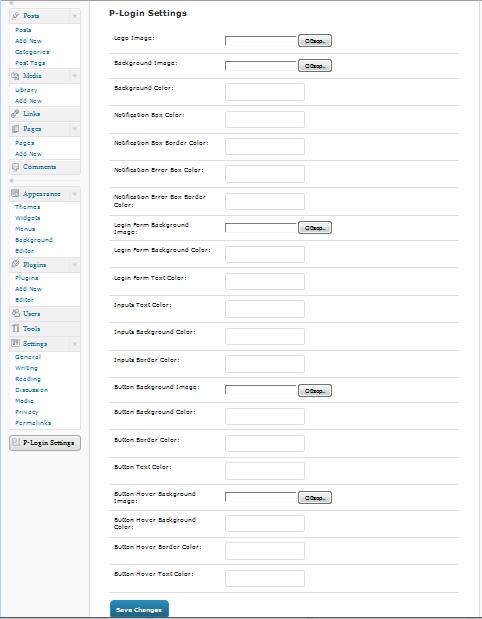 Posts
Posts
Add New
Categories
Post Tags
Media
Library
Add New
Links
Pages
Pages
Add New
Comments
Appearance
Themes
Widgets
Menus
Background
Editor
Plugins
Plugins
Add New
Editor
Users
Tools
Settings
General
Writing
Reading
Discussion
Media
Privacy
Permalinks
P-Login Settings
P-Login Settings
Logo Image:
Background Image:
Background Color:
Notification Box Color:
Notification Box Border Color:
Notification Error Box Color:
Notification Error Box Border
Color:
Login Form Background
Image:
Login Form Background Color:
Login Form Text Color:
Inputs Text Color:
Inputs Background Color:
Inputs Border Color:
Button Background Image:
Button Background Color:
Button Border Color:
Button Text Color:
Button Hover Background
Image:
Button Hover Background
Color:
Button Hover Border Color:
Button Hover Text Color:
Save Changes